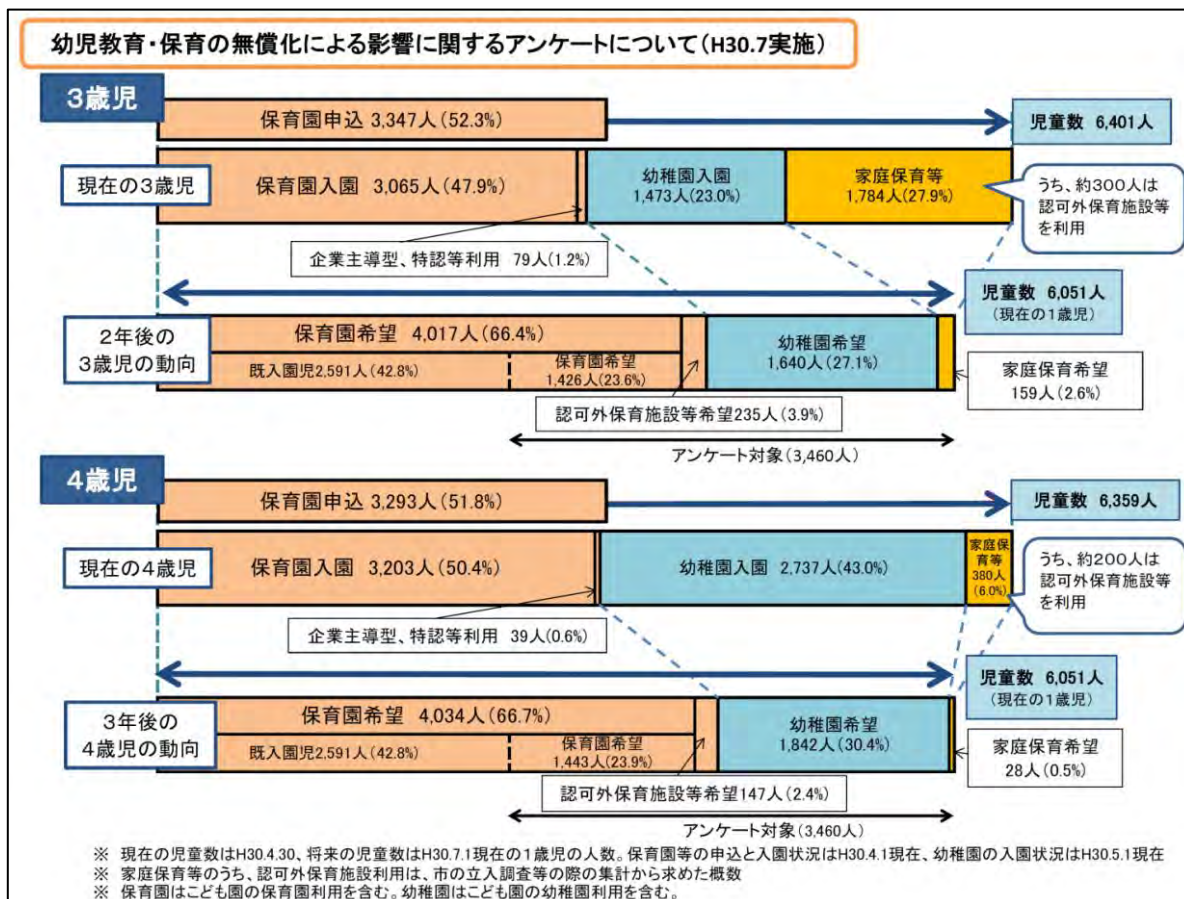 幼児教育・保育の無償化による影響に関するアンケートについて(H30.7実施)
3歳児
保育園申込 3,347人(52.3%)
児童数 6,401人
現在の3歳児
保育園入園 3,065人(47.9%)
幼稚園入園
1,473人(23.0%)
家庭保育等
1,784人(27.9%)
うち、約300人は
認可外保育施設等
を利用
企業主導型、特認等利用 79人(1.2%)
児童数 6,051人
(現在の1歳児)
2年後の
3歳児の動向
保育園希望 4,017人(66.4%)
既入園児2,591人(42.8%)
保育園希望
1,426人(23.6%)
幼稚園希望
1,640人(27.1%)
家庭保育希望
159人(2.6%)
認可外保育施設等希望235人(3.9%)
アンケート対象(3,460人)
4歳児
保育園申込 3,293人(51.8%)
児童数 6,359人
現在の4歳児
保育園入園 3,203人(50.4%)
幼稚園入園 2,737人(43.0%)
家庭保
育等
380人
(6.0%)
うち、約200人は
認可外保育施設等
を利用
企業主導型、特認等利用 39人(0.6%)
児童数 6,051人
(現在の1歳児)
3年後の
4歳児の動向
保育園希望 4,034人(66.7%)
既入園児2,591人(42.8%)
保育園希望
1,443人(23.9%)
幼稚園希望
1,842人(30.4%)
家庭保育希望
28人(0.5%)
認可外保育施設等希望147人(2.4%)
アンケート対象(3,460人)
※ 現在の児童数はH30.4.30、将来の児童数はH30.7.1現在の1歳児の人数。保育園等の申込と入園状況はH30.4.1現在、幼稚園の入園状況はH30.5.1現在
※ 家庭保育等のうち、認可外保育施設利用は、市の立入調査等の際の集計から求めた概数
※ 保育園はこども園の保育園利用を含む。幼稚園はこども園の幼稚園利用を含む。